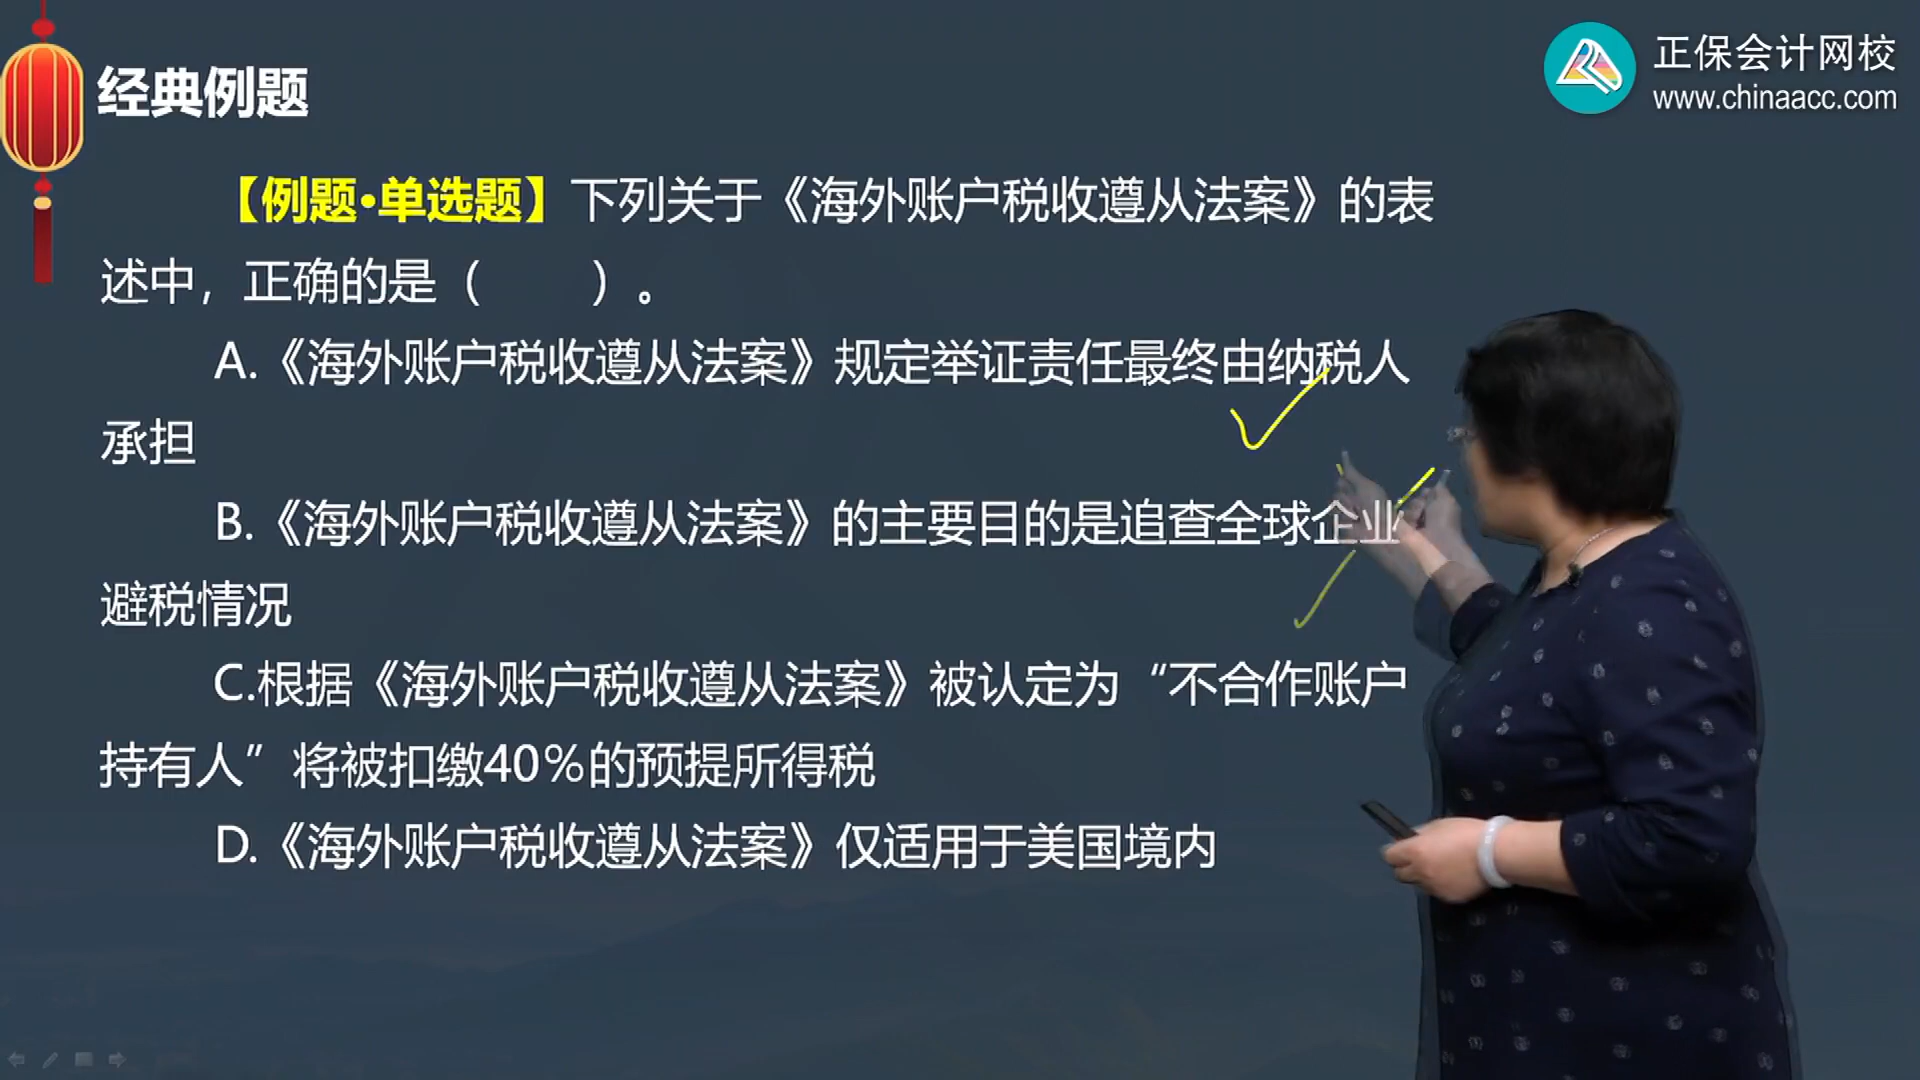 正保会计网校
www.chinaacc.com
经典例题
【例题•单选题】下列关于《海外账户税收遵从法案》的表
述中，正确的是（　　）。
A.《海外账户税收遵从法案》规定举证责任最终由纳税人
承担
B.《海外账户税收遵从法案》的主要目的是追查全球企业
避税情况
C.根据《海外账户税收遵从法案》被认定为“不合作账户
持有人”将被扣缴40%的预提所得税
D.《海外账户税收遵从法案》仅适用于美国境内